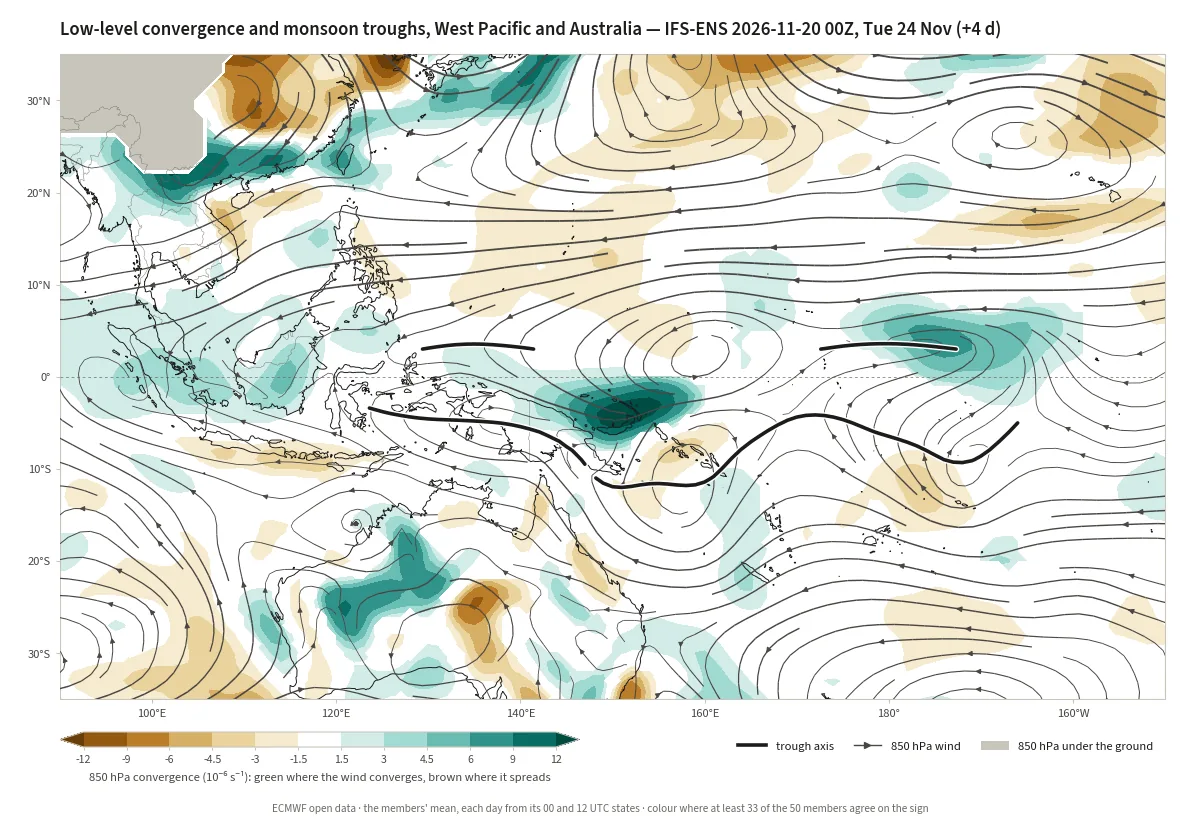 Low-level convergence and monsoon troughs, West Pacific and Australia — IFS-ENS 2026-11-20 00Z, Tue 24 Nov (+4 d)
30°N
20°N
10°N
0°
10°S
20°S
30°S
100°E 120°E 140°E 160°E 180° 160°W
-12 -9 -6 -4.5 -3 -1.5 1.5 3 4.5 6 9 12
850 hPa convergence (10⁻⁶ s⁻¹): green where the wind converges, brown where it spreads
trough axis 850 hPa wind 850 hPa under the ground
ECMWF open data · the members' mean, each day from its 00 and 12 UTC states · colour where at least 33 of the 50 members agree on the sign